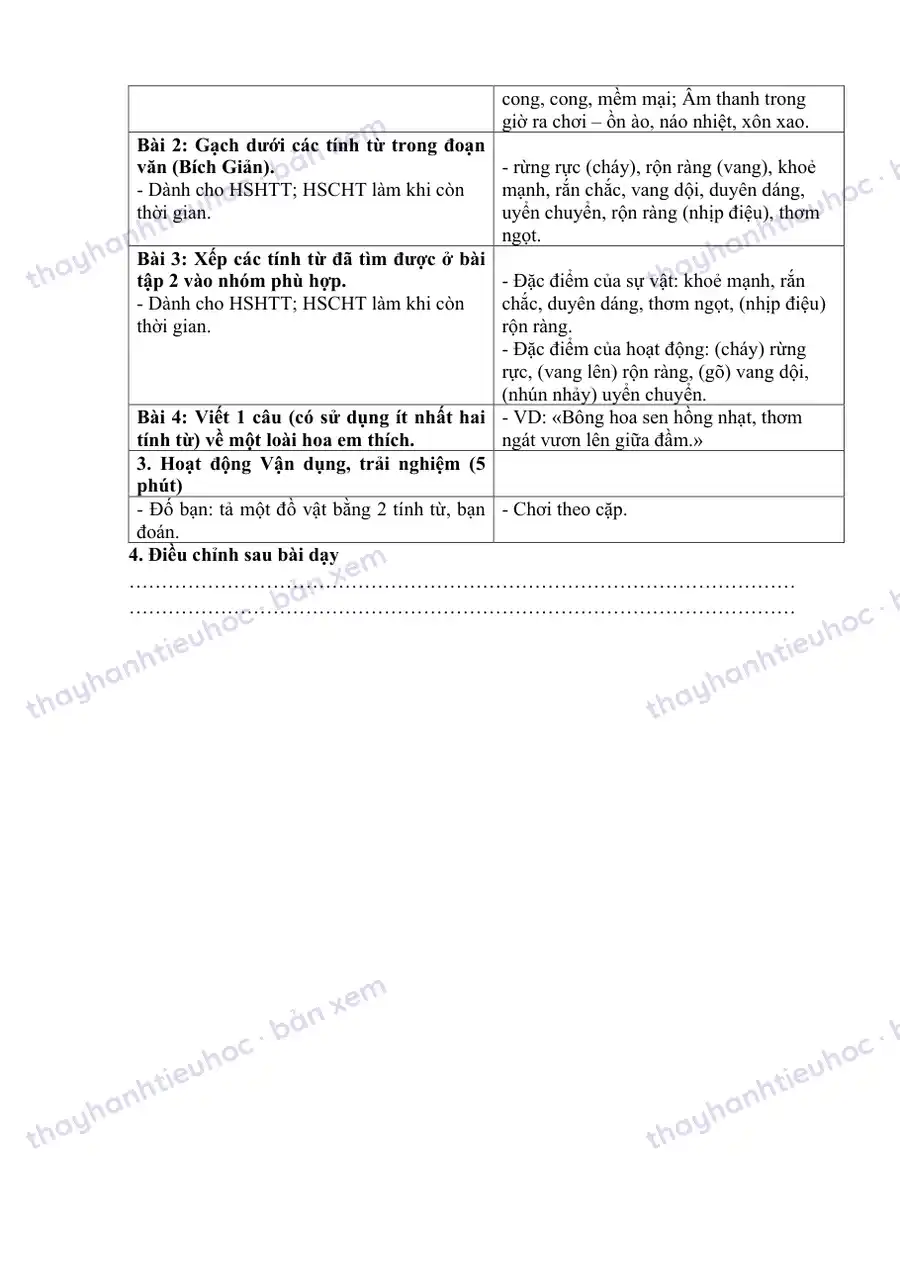 cong, cong, mềm mại; Âm thanh trong
giờ ra chơi – ồn ào, náo nhiệt, xôn xao.
Bài 2: Gạch dưới các tính từ trong đoạn
văn (Bích Giản).
- Dành cho HSHTT; HSCHT làm khi còn
thời gian.
- rừng rực (cháy), rộn ràng (vang), khoẻ
mạnh, rắn chắc, vang dội, duyên dáng,
uyển chuyển, rộn ràng (nhịp điệu), thơm
ngọt.
Bài 3: Xếp các tính từ đã tìm được ở bài
tập 2 vào nhóm phù hợp.
- Dành cho HSHTT; HSCHT làm khi còn
thời gian.
- Đặc điểm của sự vật: khoẻ mạnh, rắn
chắc, duyên dáng, thơm ngọt, (nhịp điệu)
rộn ràng.
- Đặc điểm của hoạt động: (cháy) rừng
rực, (vang lên) rộn ràng, (gõ) vang dội,
(nhún nhảy) uyển chuyển.
Bài 4: Viết 1 câu (có sử dụng ít nhất hai
tính từ) về một loài hoa em thích.
- VD: «Bông hoa sen hồng nhạt, thơm
ngát vươn lên giữa đầm.»
3. Hoạt động Vận dụng, trải nghiệm (5
phút)
- Đố bạn: tả một đồ vật bằng 2 tính từ, bạn
đoán.
- Chơi theo cặp.
4. Điều chỉnh sau bài dạy
…………………………………………………………………………………………
…………………………………………………………………………………………
thayhanhtieuhoc · bản xem
thayhanhtieuhoc · b
thayhanhtieuhoc · bản xem
thayhanhtieuhoc · b
thayhanhtieuhoc · bản xem
thayhanhtieuhoc · b